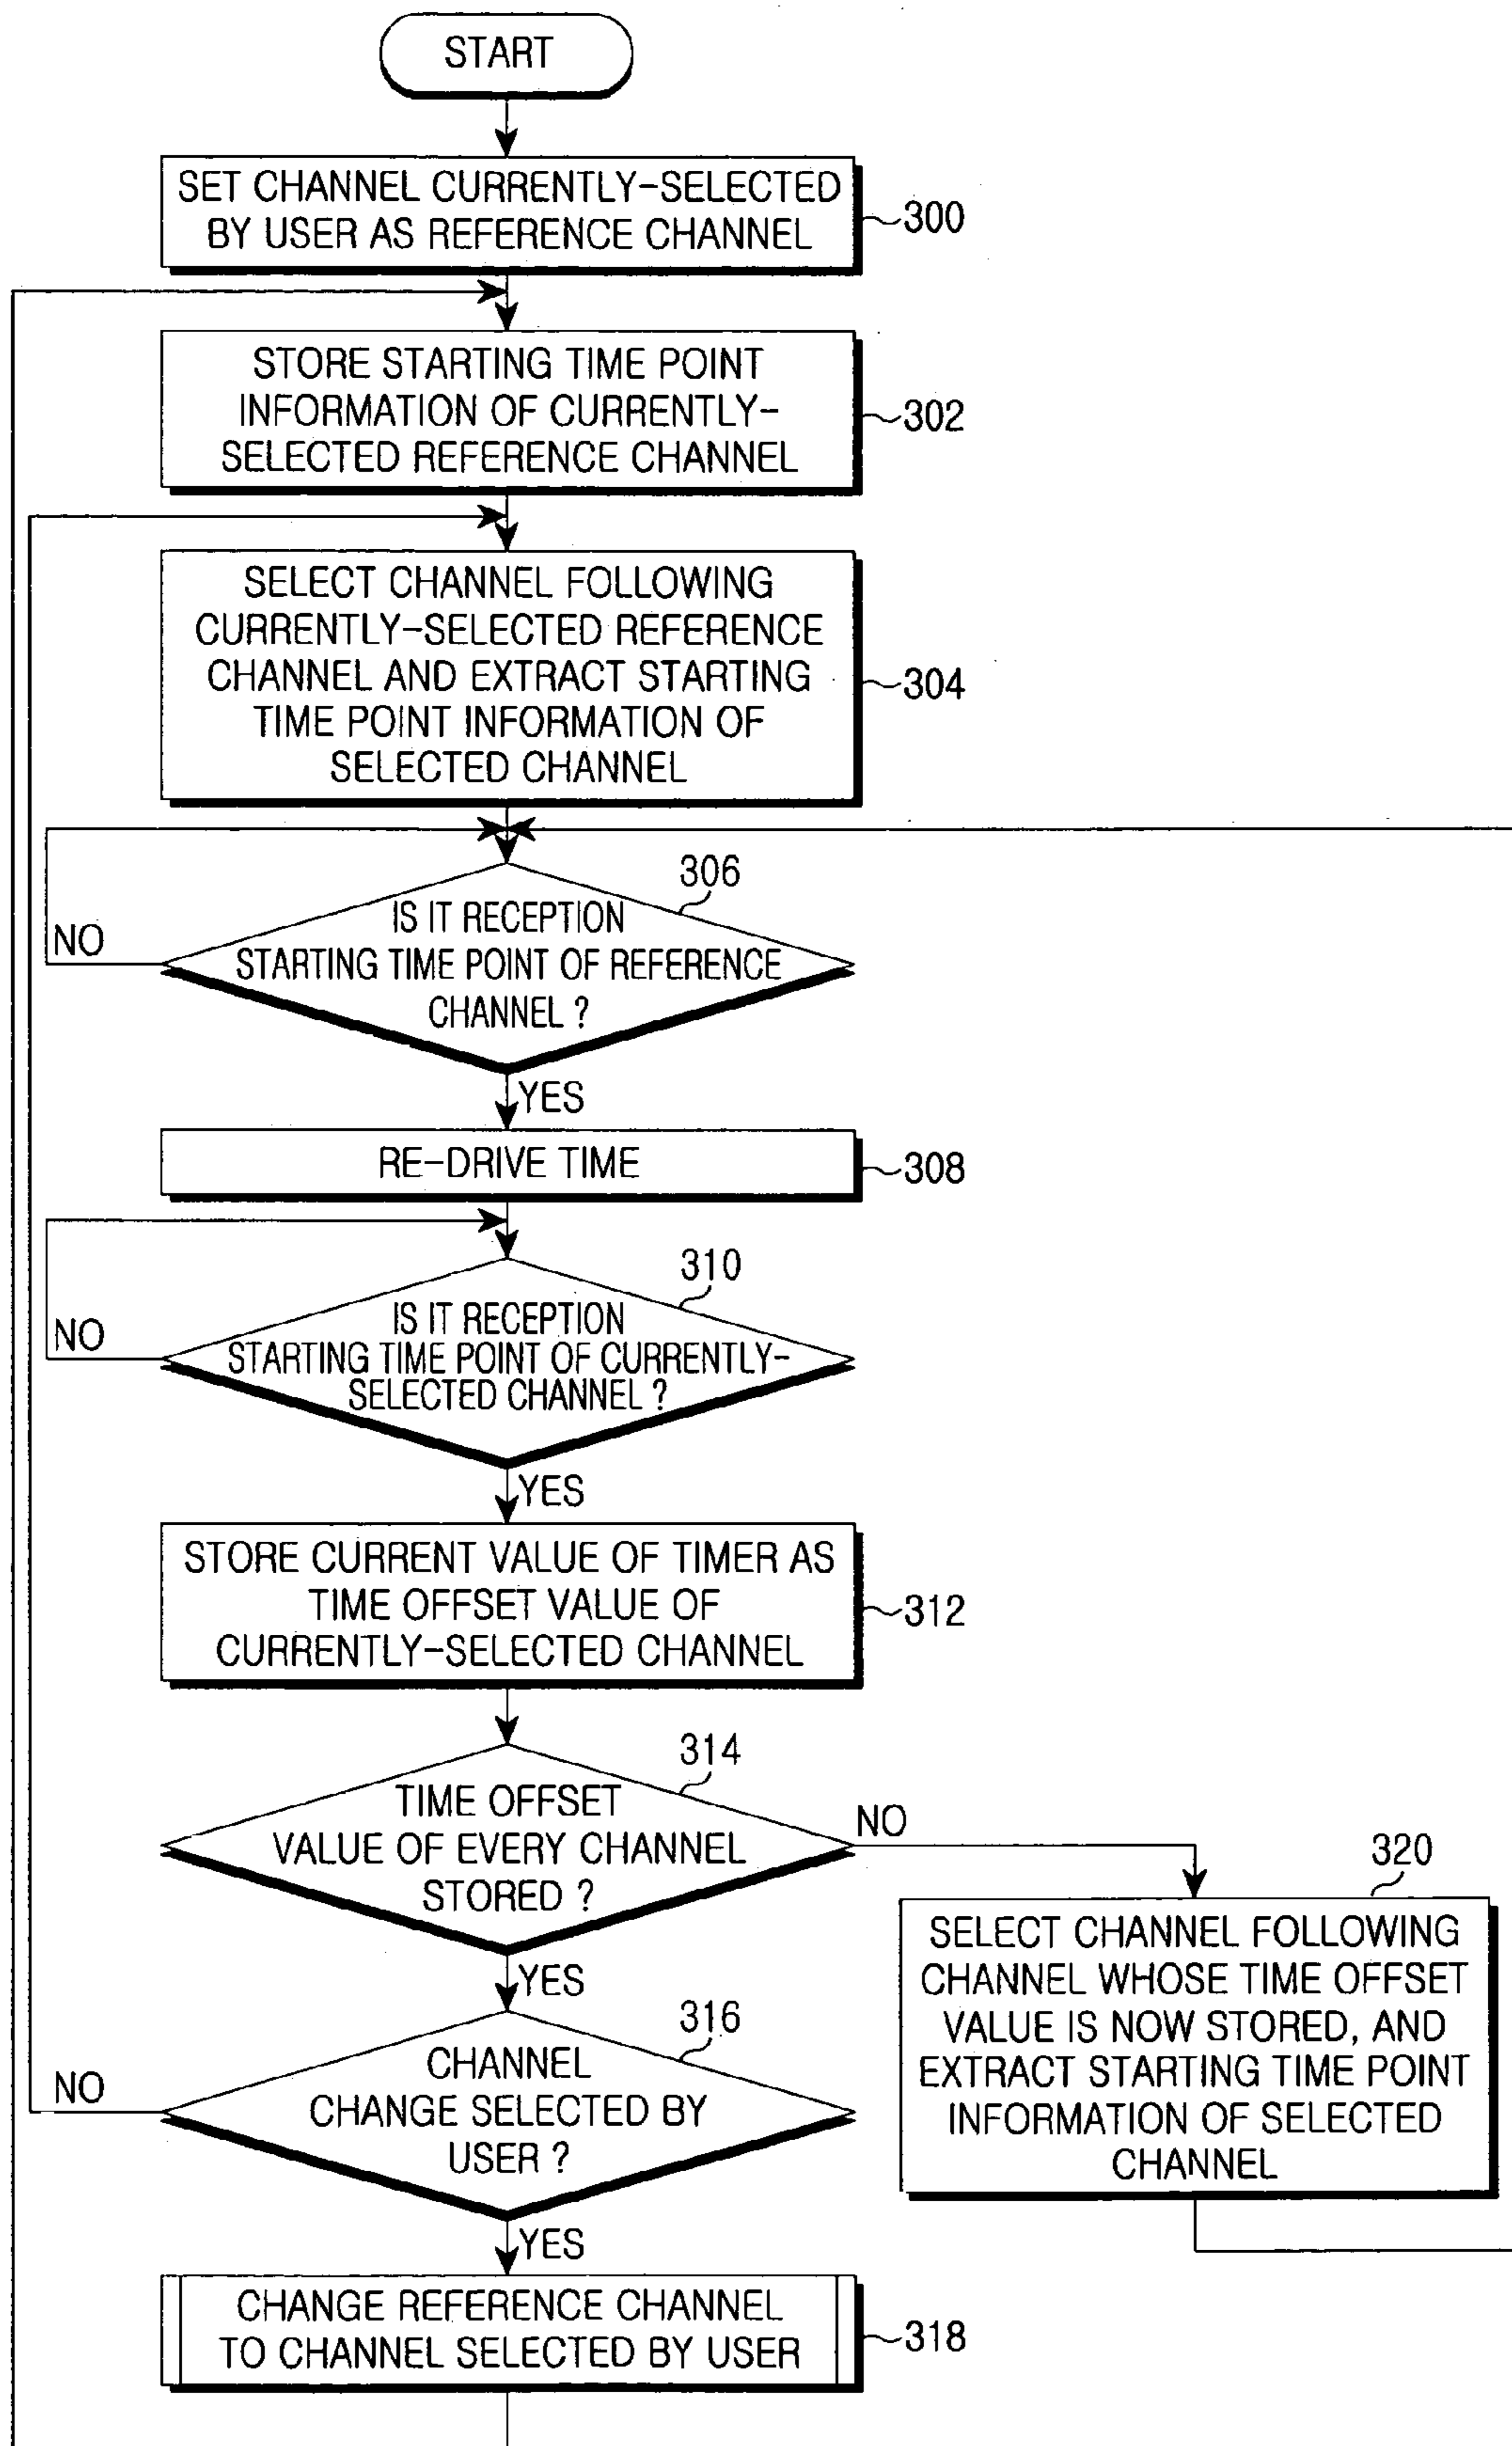 START
SET CHANNEL CURRENTLY-SELECTED
BY USER AS REFERENCE CHANNEL
300
STORE STARTING TIME POINT
INFORMATION OF CURRENTLY-
SELECTED REFERENCE CHANNEL
302
SELECT CHANNEL FOLLOWING
CURRENTLY-SELECTED REFERENCE
CHANNEL AND EXTRACT STARTING
TIME POINT INFORMATION OF
SELECTED CHANNEL
304
306
IS IT RECEPTION
STARTING TIME POINT OF REFERENCE
CHANNEL ?
NO
YES
RE-DRIVE TIME
308
310
IS IT RECEPTION
STARTING TIME POINT OF CURRENTLY-
SELECTED CHANNEL ?
NO
YES
STORE CURRENT VALUE OF TIMER AS
TIME OFFSET VALUE OF
CURRENTLY-SELECTED CHANNEL
312
314
TIME OFFSET
VALUE OF EVERY CHANNEL
STORED ?
NO
YES
320
SELECT CHANNEL FOLLOWING
CHANNEL WHOSE TIME OFFSET
VALUE IS NOW STORED, AND
EXTRACT STARTING TIME POINT
INFORMATION OF SELECTED
CHANNEL
316
CHANNEL
CHANGE SELECTED BY
USER ?
NO
YES
CHANGE REFERENCE CHANNEL
TO CHANNEL SELECTED BY USER
318